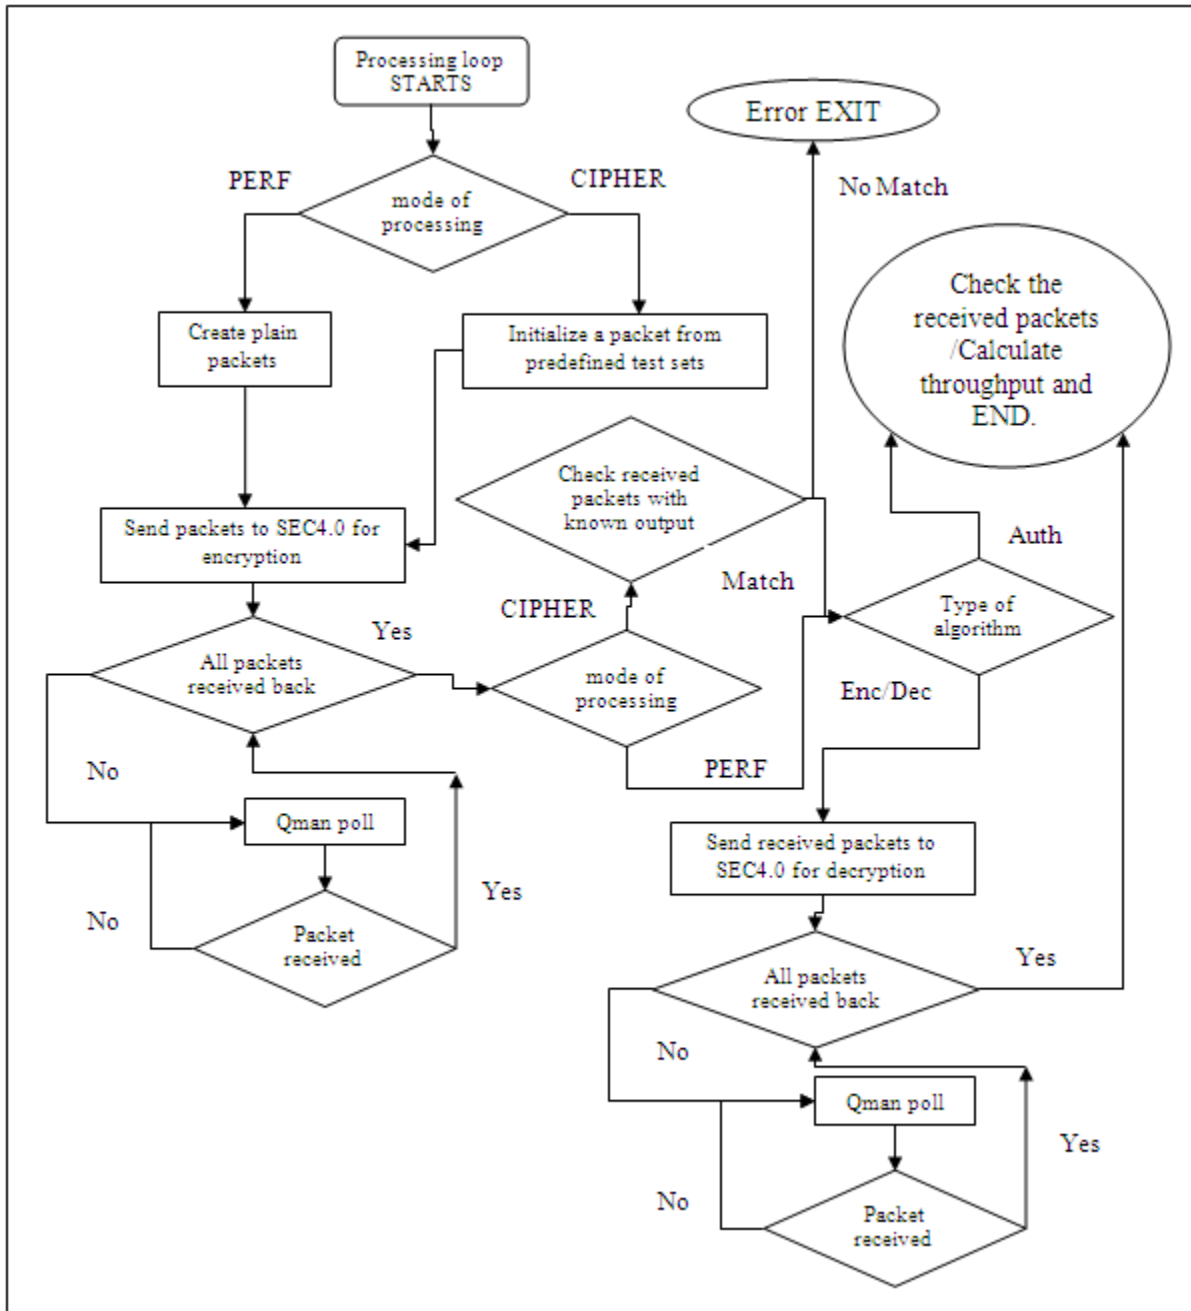 Processing loop
STARTS
Error EXIT
PERF
CIPHER
No Match
mode of
processing
Check the
received packets
/Calculate
throughput and
END.
Create plain
packets
Initialize a packet from
predefined test sets
Check received
packets with
known output
Send packets to SEC4.0 for
encryption
Auth
Match
CIPHER
Type of
algorithm
Yes
All packets
received back
mode of
processing
Enc/Dec
No
PERF
Qman poll
Send received packets to
SEC4.0 for decryption
Yes
No
Packet
received
Yes
All packets
received back
No
Qman poll
Yes
No
Packet
received